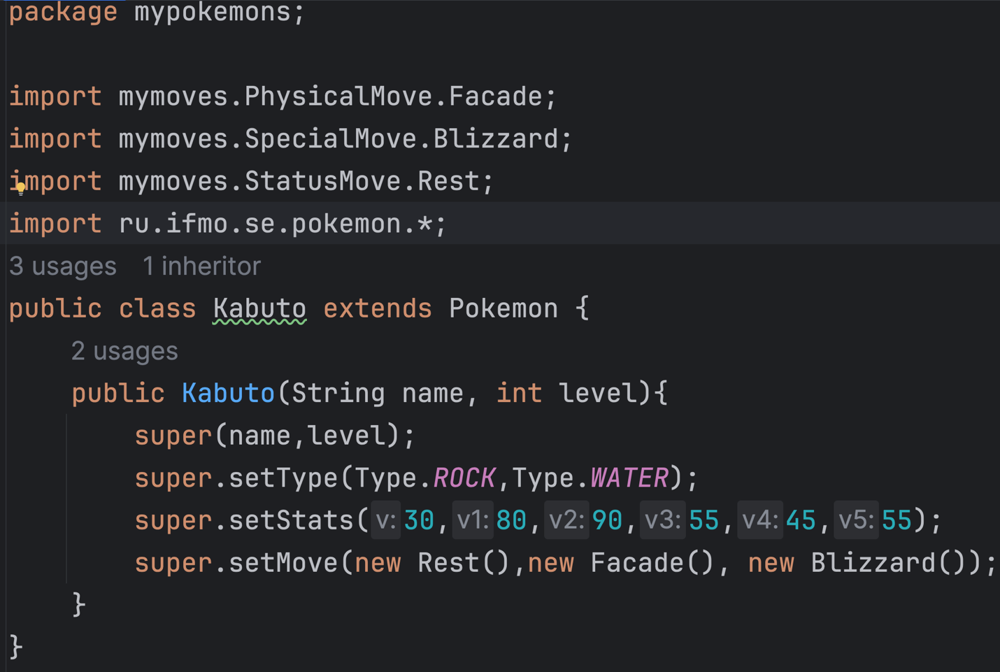 package mypokemons;
import mymoves.PhysicalMove.Facade;
import mymoves.SpecialMove.Blizzard;
import mymoves.StatusMove.Rest;
import ru.ifmo.se.pokemon.*;
3 usages 1 inheritor
public class Kabuto extends Pokemon {
2 usages
public Kabuto(String name, int level){
super(name,level);
super.setType(Type.ROCK,Type.WATER);
super.setStats( v: 30, v1: 80, v2: 90, v3: 55, v4: 45, v5: 55);
super.setMove(new Rest(),new Facade(), new Blizzard());
}
}